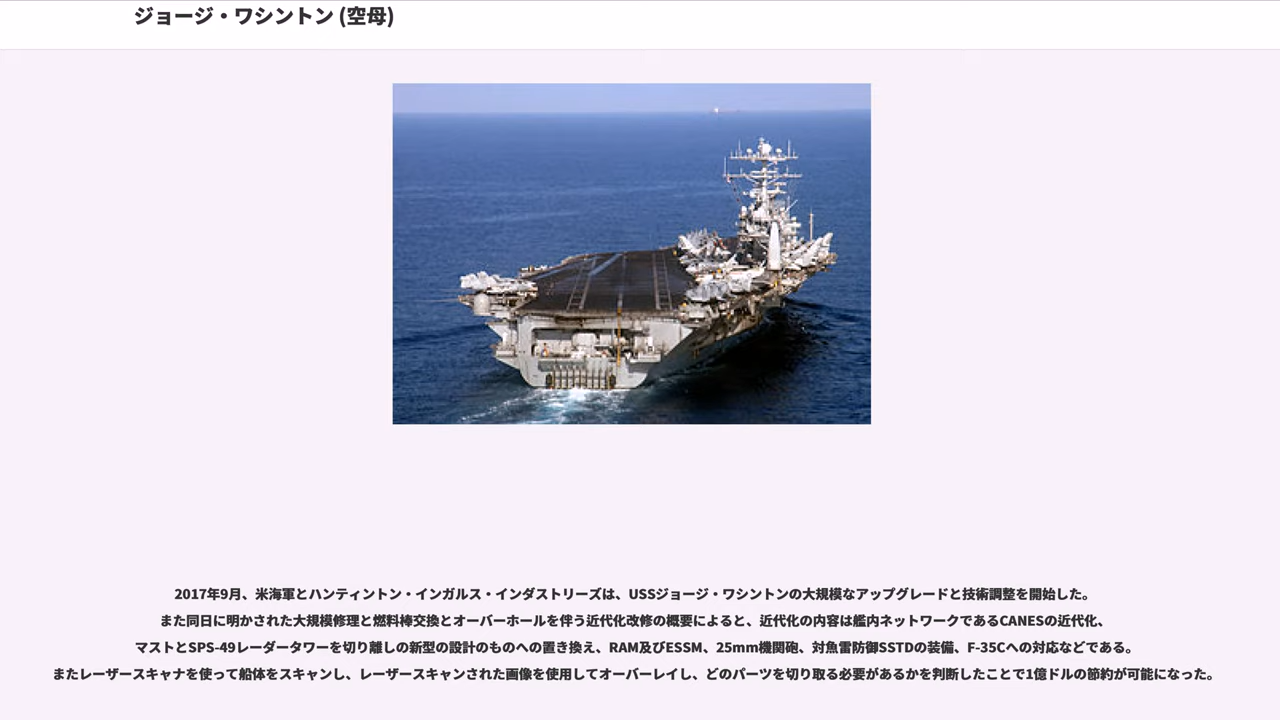 ジョージ・ワシントン (空母)
2017年9月、米海軍とハンティントン・インガルス・インダストリーズは、USSジョージ・ワシントンの大規模なアップグレードと技術調整を開始した。
また同日に明かされた大規模修理と燃料棒交換とオーバーホールを伴う近代化改修の概要によると、近代化の内容は艦内ネットワークであるCANESの近代化、
マストとSPS-49レーダータワーを切り離しの新型の設計のものへの置き換え、RAM及びESSM、25mm機関砲、対魚雷防御SSTDの装備、F-35Cへの対応などである。
またレーザースキャナを使って船体をスキャンし、レーザースキャンされた画像を使用してオーバーレイし、どのパーツを切り取る必要があるかを判断したことで1億ドルの節約が可能になった。